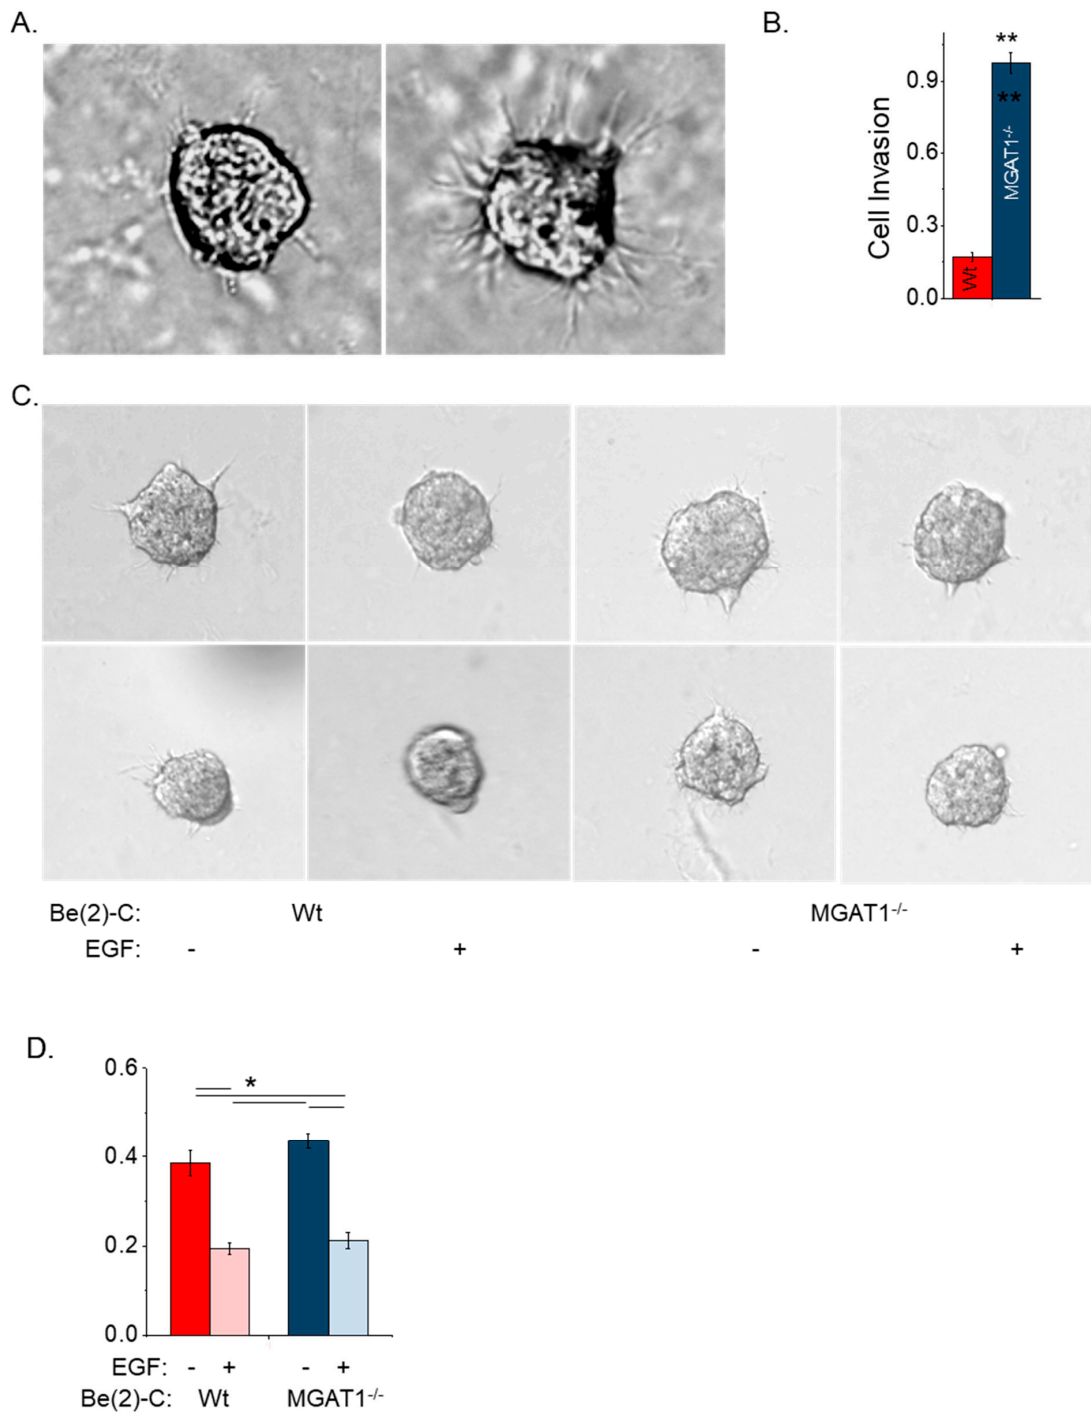 A.
B.
**
0.9
**
0.6
MGAT1-/-
Cell Invasion
0.3
Wt
0.0
C.
Be(2)-C: Wt MGAT1-/-
EGF: - + - +
D.
0.6
*
0.4
0.2
0.0
EGF: - + - +
Be(2)-C: Wt MGAT1-/-